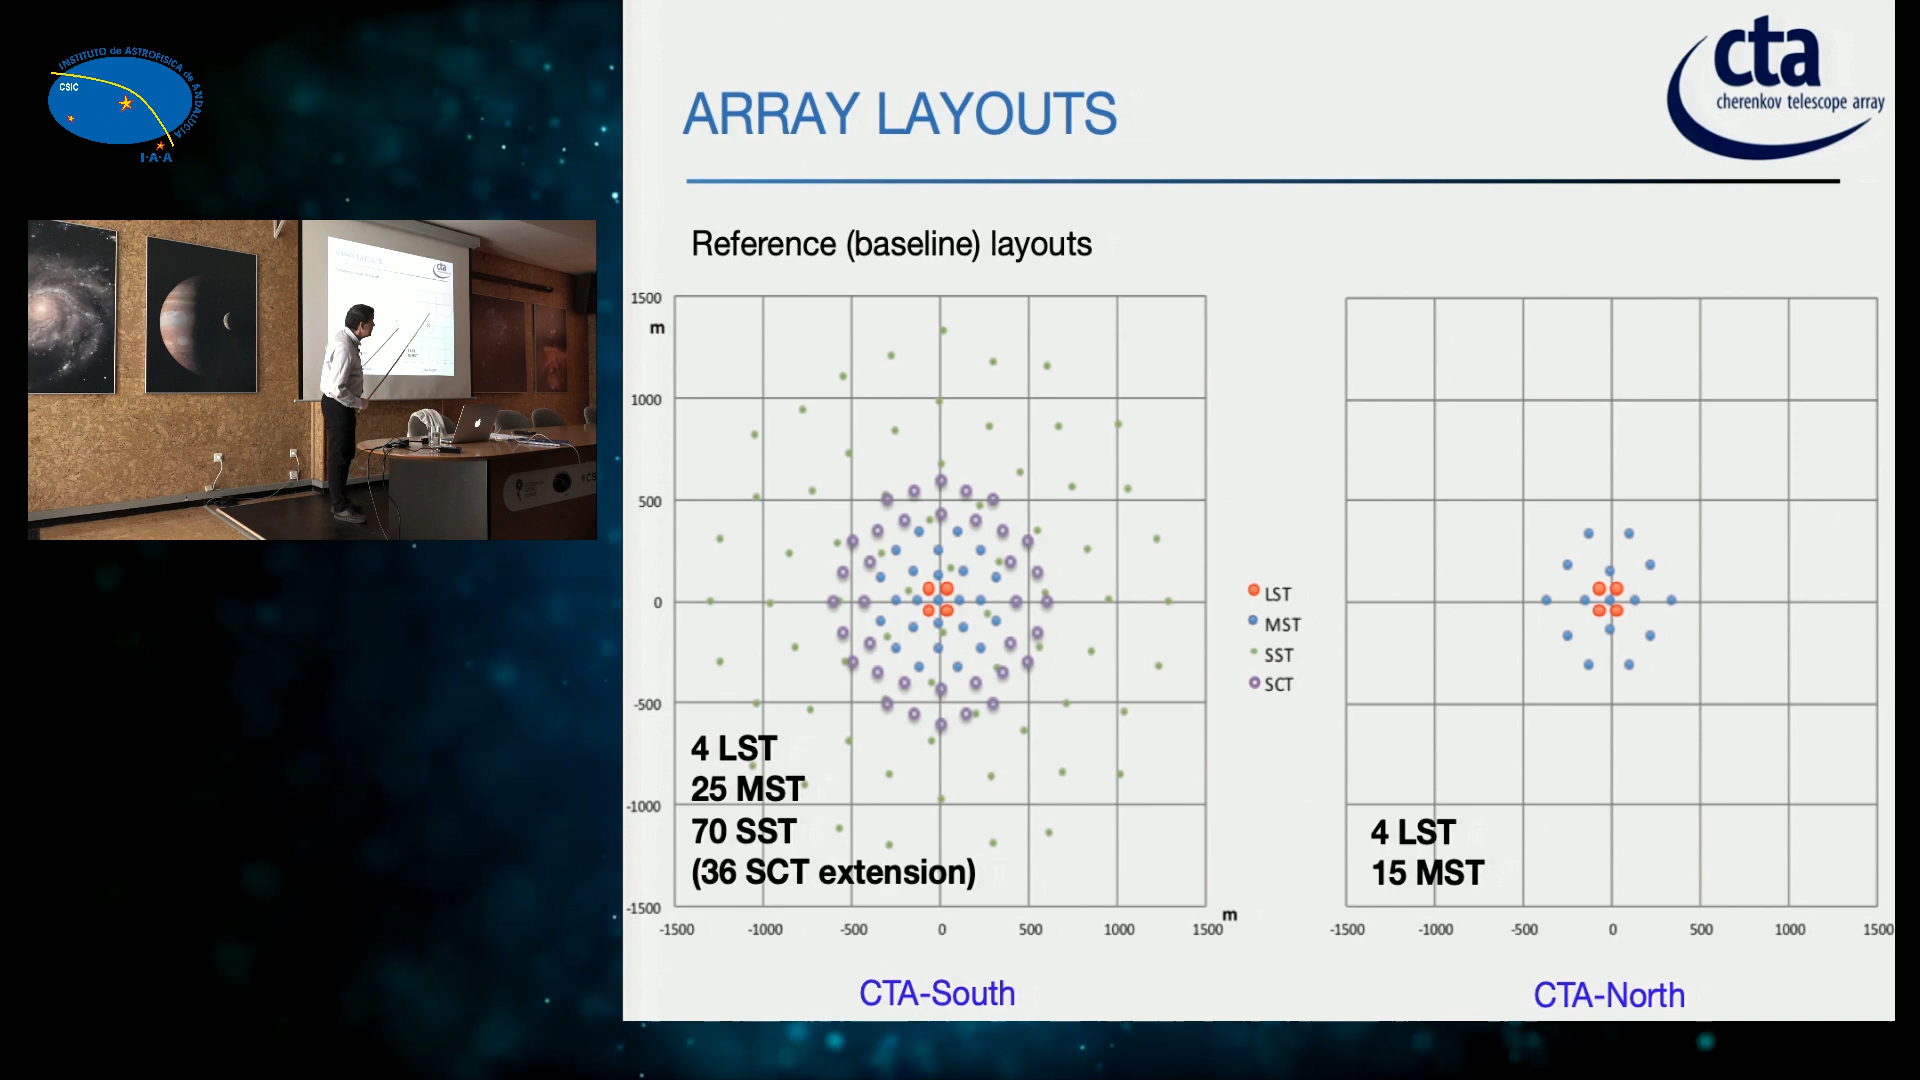 INSTITUTO de ASTROFISICA de ANDALUCIA
CSIC
I·A·A
cta
cherenkov telescope array
ARRAY LAYOUTS
Reference (baseline) layouts
1500
m
1000
500
0
-500
-1000
-1500
-1500 -1000 -500 0 500 1000 1500
m
4 LST
25 MST
70 SST
(36 SCT extension)
CTA-South
LST
MST
SST
SCT
4 LST
15 MST
-1500 -1000 -500 0 500 1000 1500
CTA-North
ARRAY LAYOUTS
cta